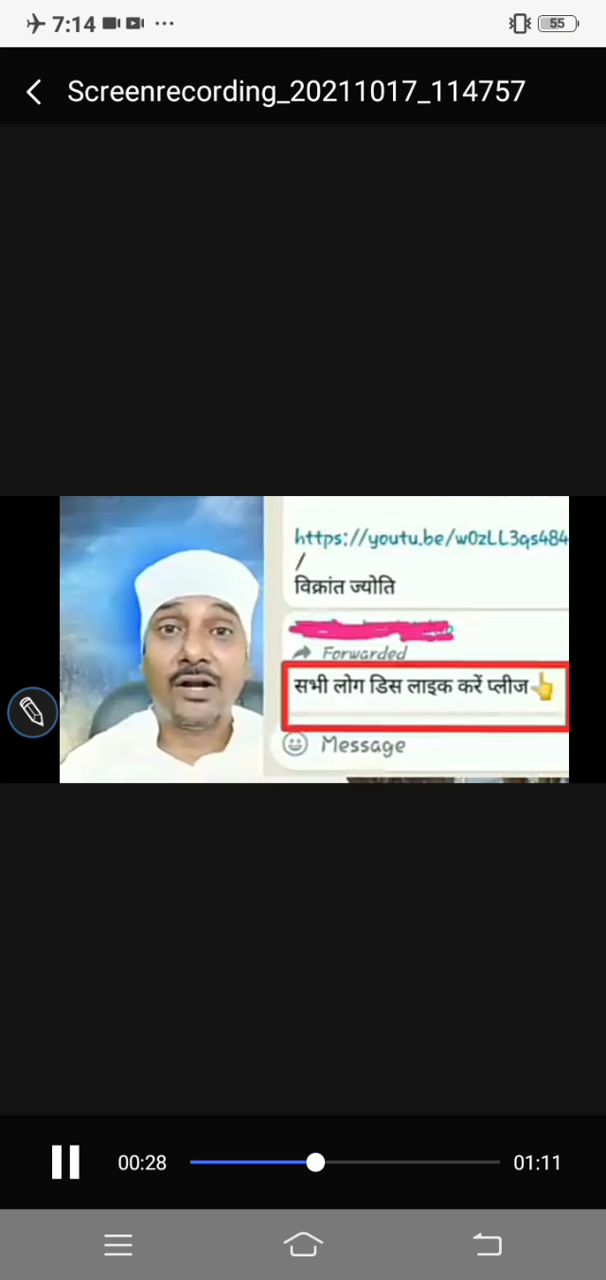 7:14
55
Screenrecording_20211017_114757
https://youtu.be/w0zLL3qs484
/
विक्रांत ज्योति
Forwarded
सभी लोग डिस लाइक करें प्लीज👆
Message
00:28
01:11